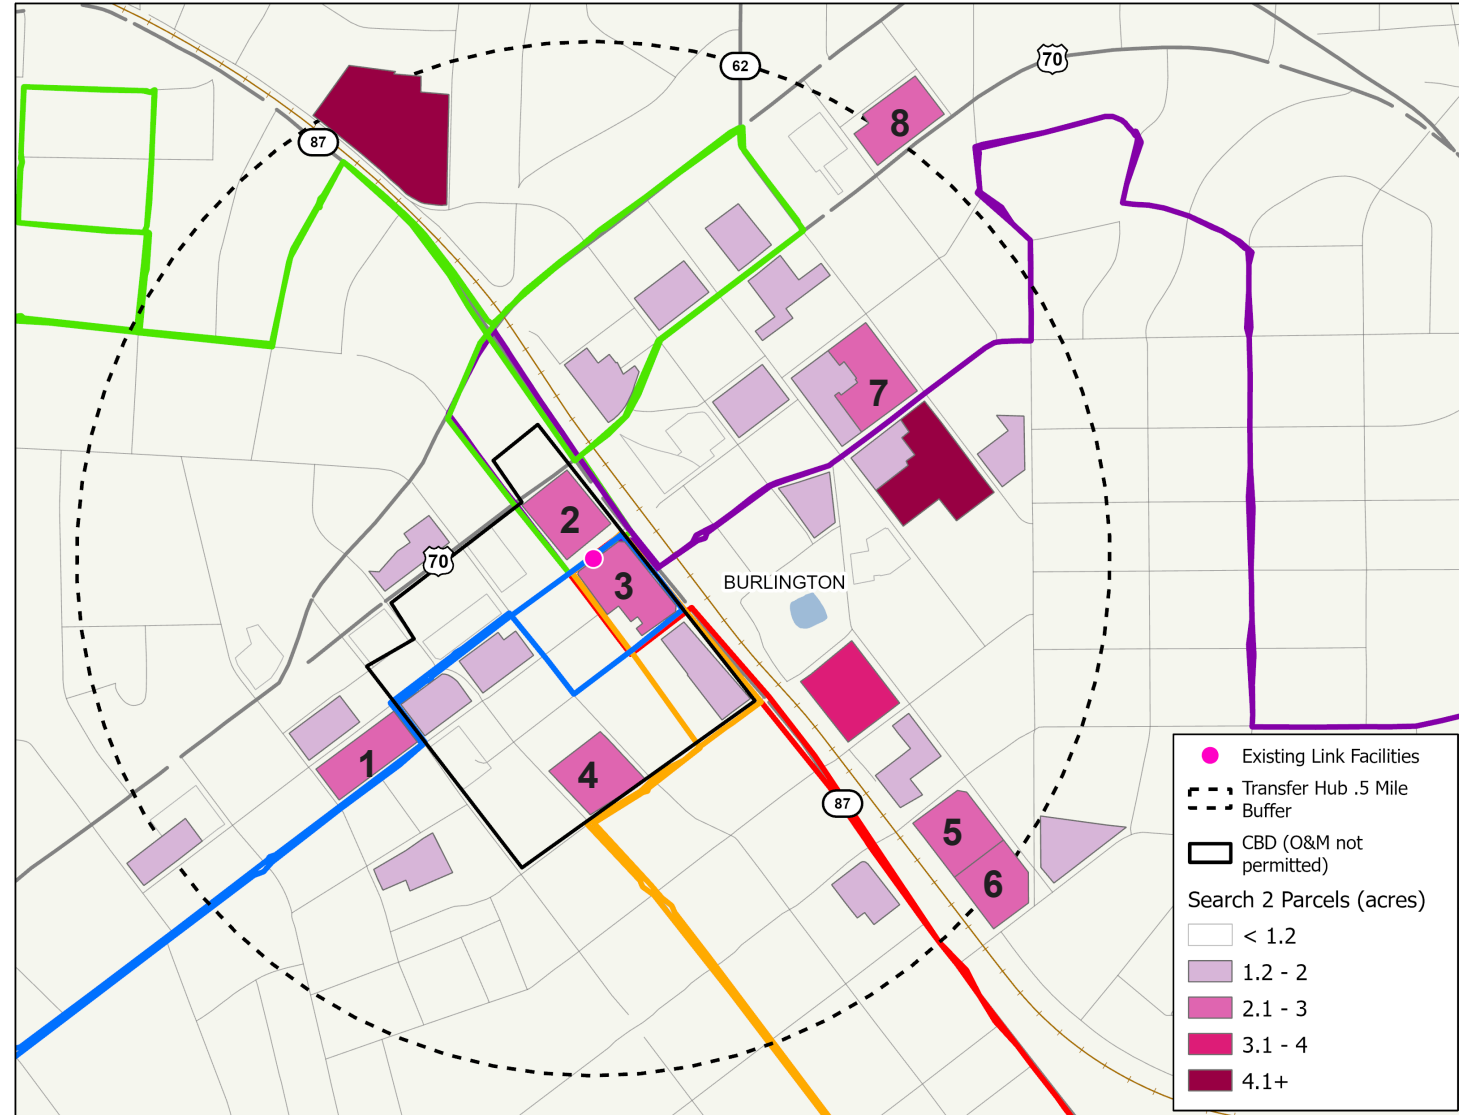 62
70
87
8
7
2
70
3
BURLINGTON
1
4
87
5
6
Existing Link Facilities
Transfer Hub .5 Mile
Buffer
CBD (O&M not
permitted)
Search 2 Parcels (acres)
< 1.2
1.2 - 2
2.1 - 3
3.1 - 4
4.1+